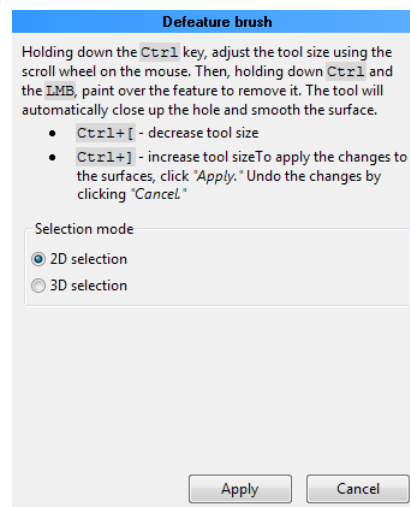 Defeature brush
Holding down the Ctrl key, adjust the tool size using the
scroll wheel on the mouse. Then, holding down Ctrl and
the LMB, paint over the feature to remove it. The tool will
automatically close up the hole and smooth the surface.
• Ctrl+[ - decrease tool size
• Ctrl+] - increase tool sizeTo apply the changes to
the surfaces, click "Apply." Undo the changes by
clicking "Cancel."
Selection mode
2D selection
3D selection
Apply Cancel